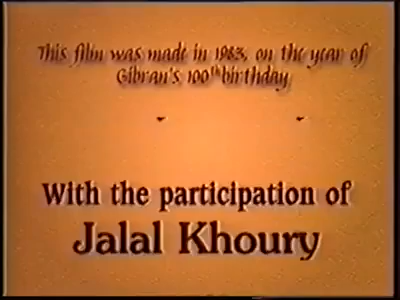 This film was made in 1983, on the year of
Gibran's 100th birthday
With the participation of
Jalal Khoury